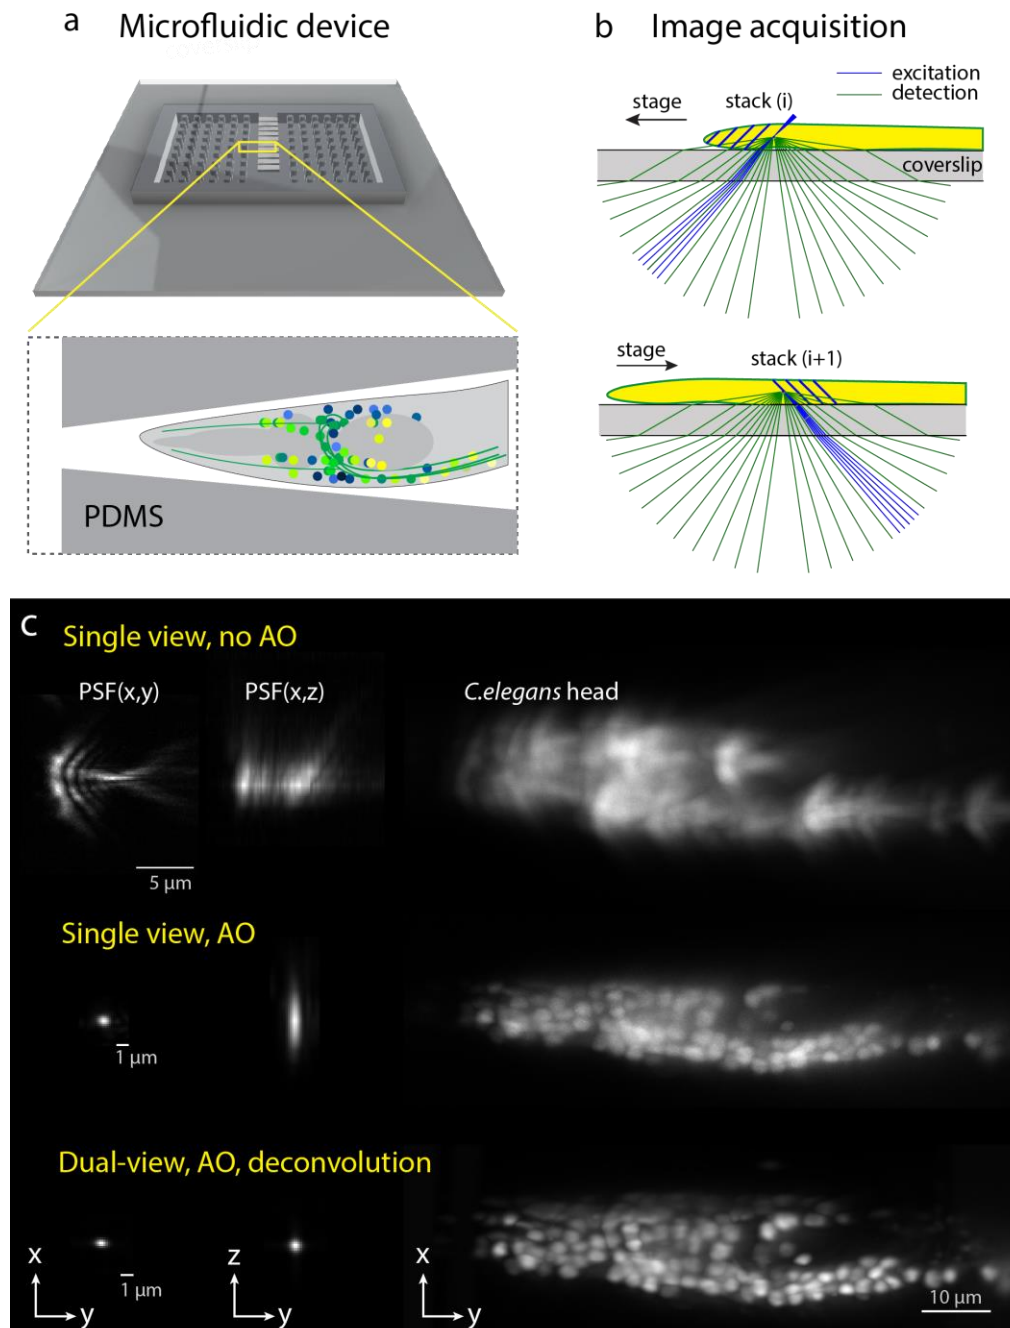 a Microfluidic device
PDMS
b Image acquisition
excitation
detection
stage
stack (i)
coverslip
stage
stack (i+1)
c Single view, no AO
PSF(x,y)
PSF(x,z)
C.elegans head
5 µm
Single view, AO
1 µm
Dual-view, AO, deconvolution
x
y
1 µm
z
y
x
y
10 µm